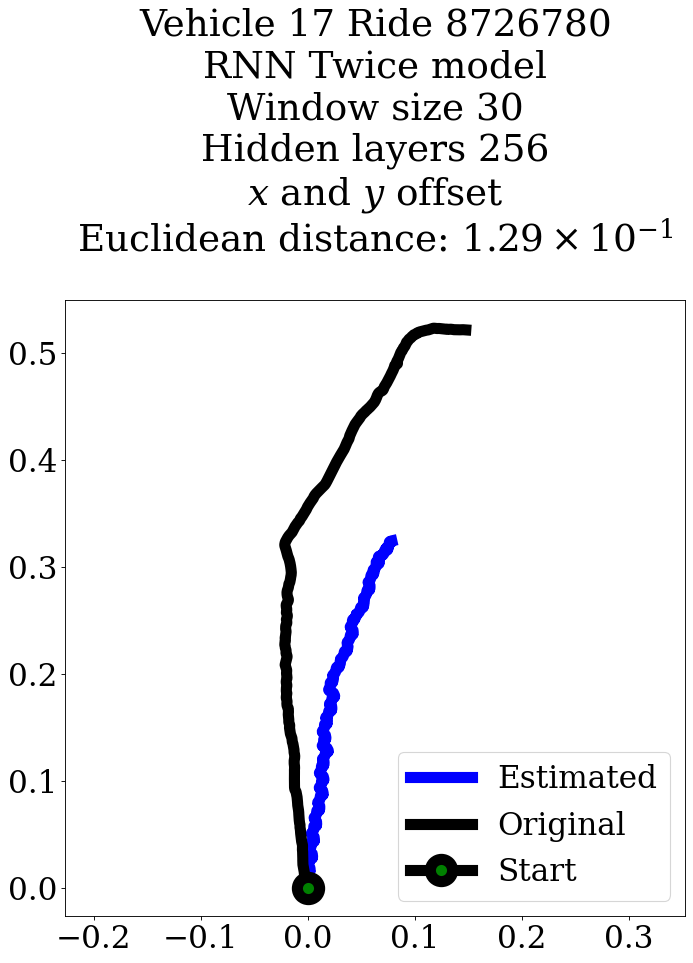 Vehicle 17 Ride 8726780
RNN Twice model
Window size 30
Hidden layers 256
x and y offset
Euclidean distance: 1.29 × 10⁻¹
0.5
0.4
0.3
0.2
0.1
0.0
Estimated
Original
Start
−0.2 −0.1 0.0 0.1 0.2 0.3